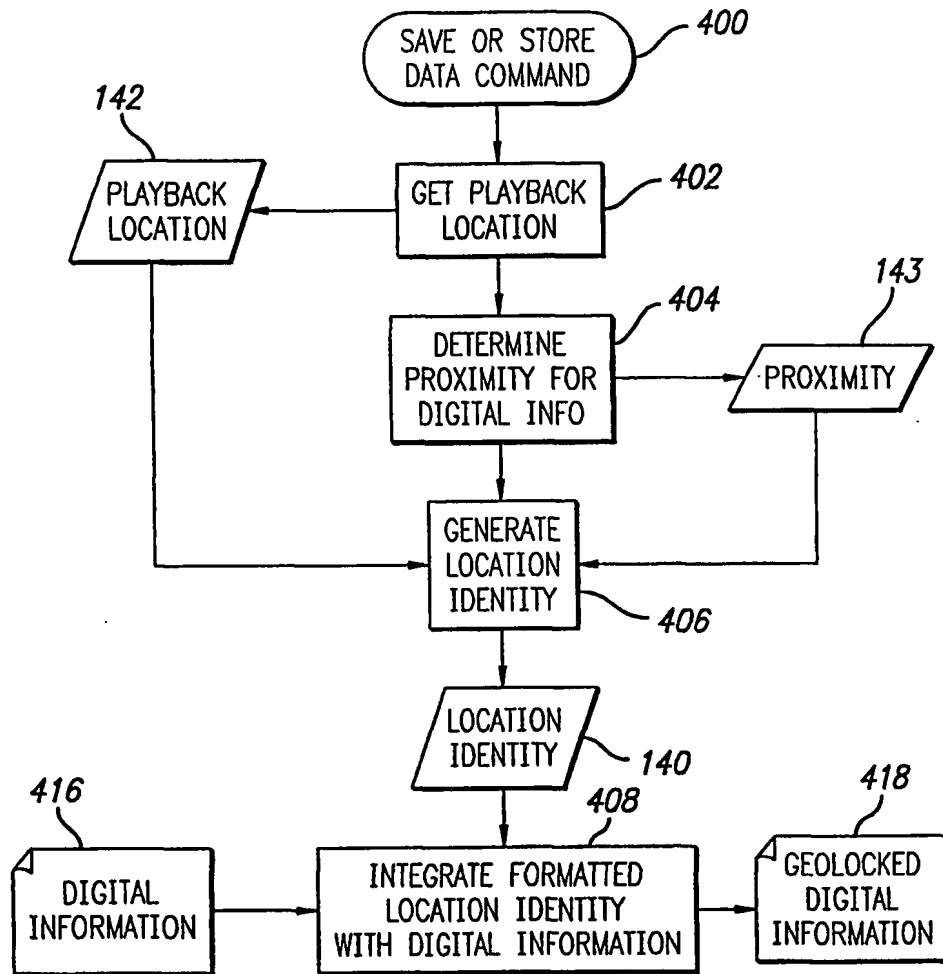 SAVE OR STORE
DATA COMMAND
400
142
PLAYBACK
LOCATION
GET PLAYBACK
LOCATION
402
143
404
DETERMINE
PROXIMITY FOR
DIGITAL INFO
PROXIMITY
GENERATE
LOCATION
IDENTITY
406
LOCATION
IDENTITY
140
416
408
418
DIGITAL
INFORMATION
INTEGRATE FORMATTED
LOCATION IDENTITY
WITH DIGITAL INFORMATION
GEOLOCKED
DIGITAL
INFORMATION